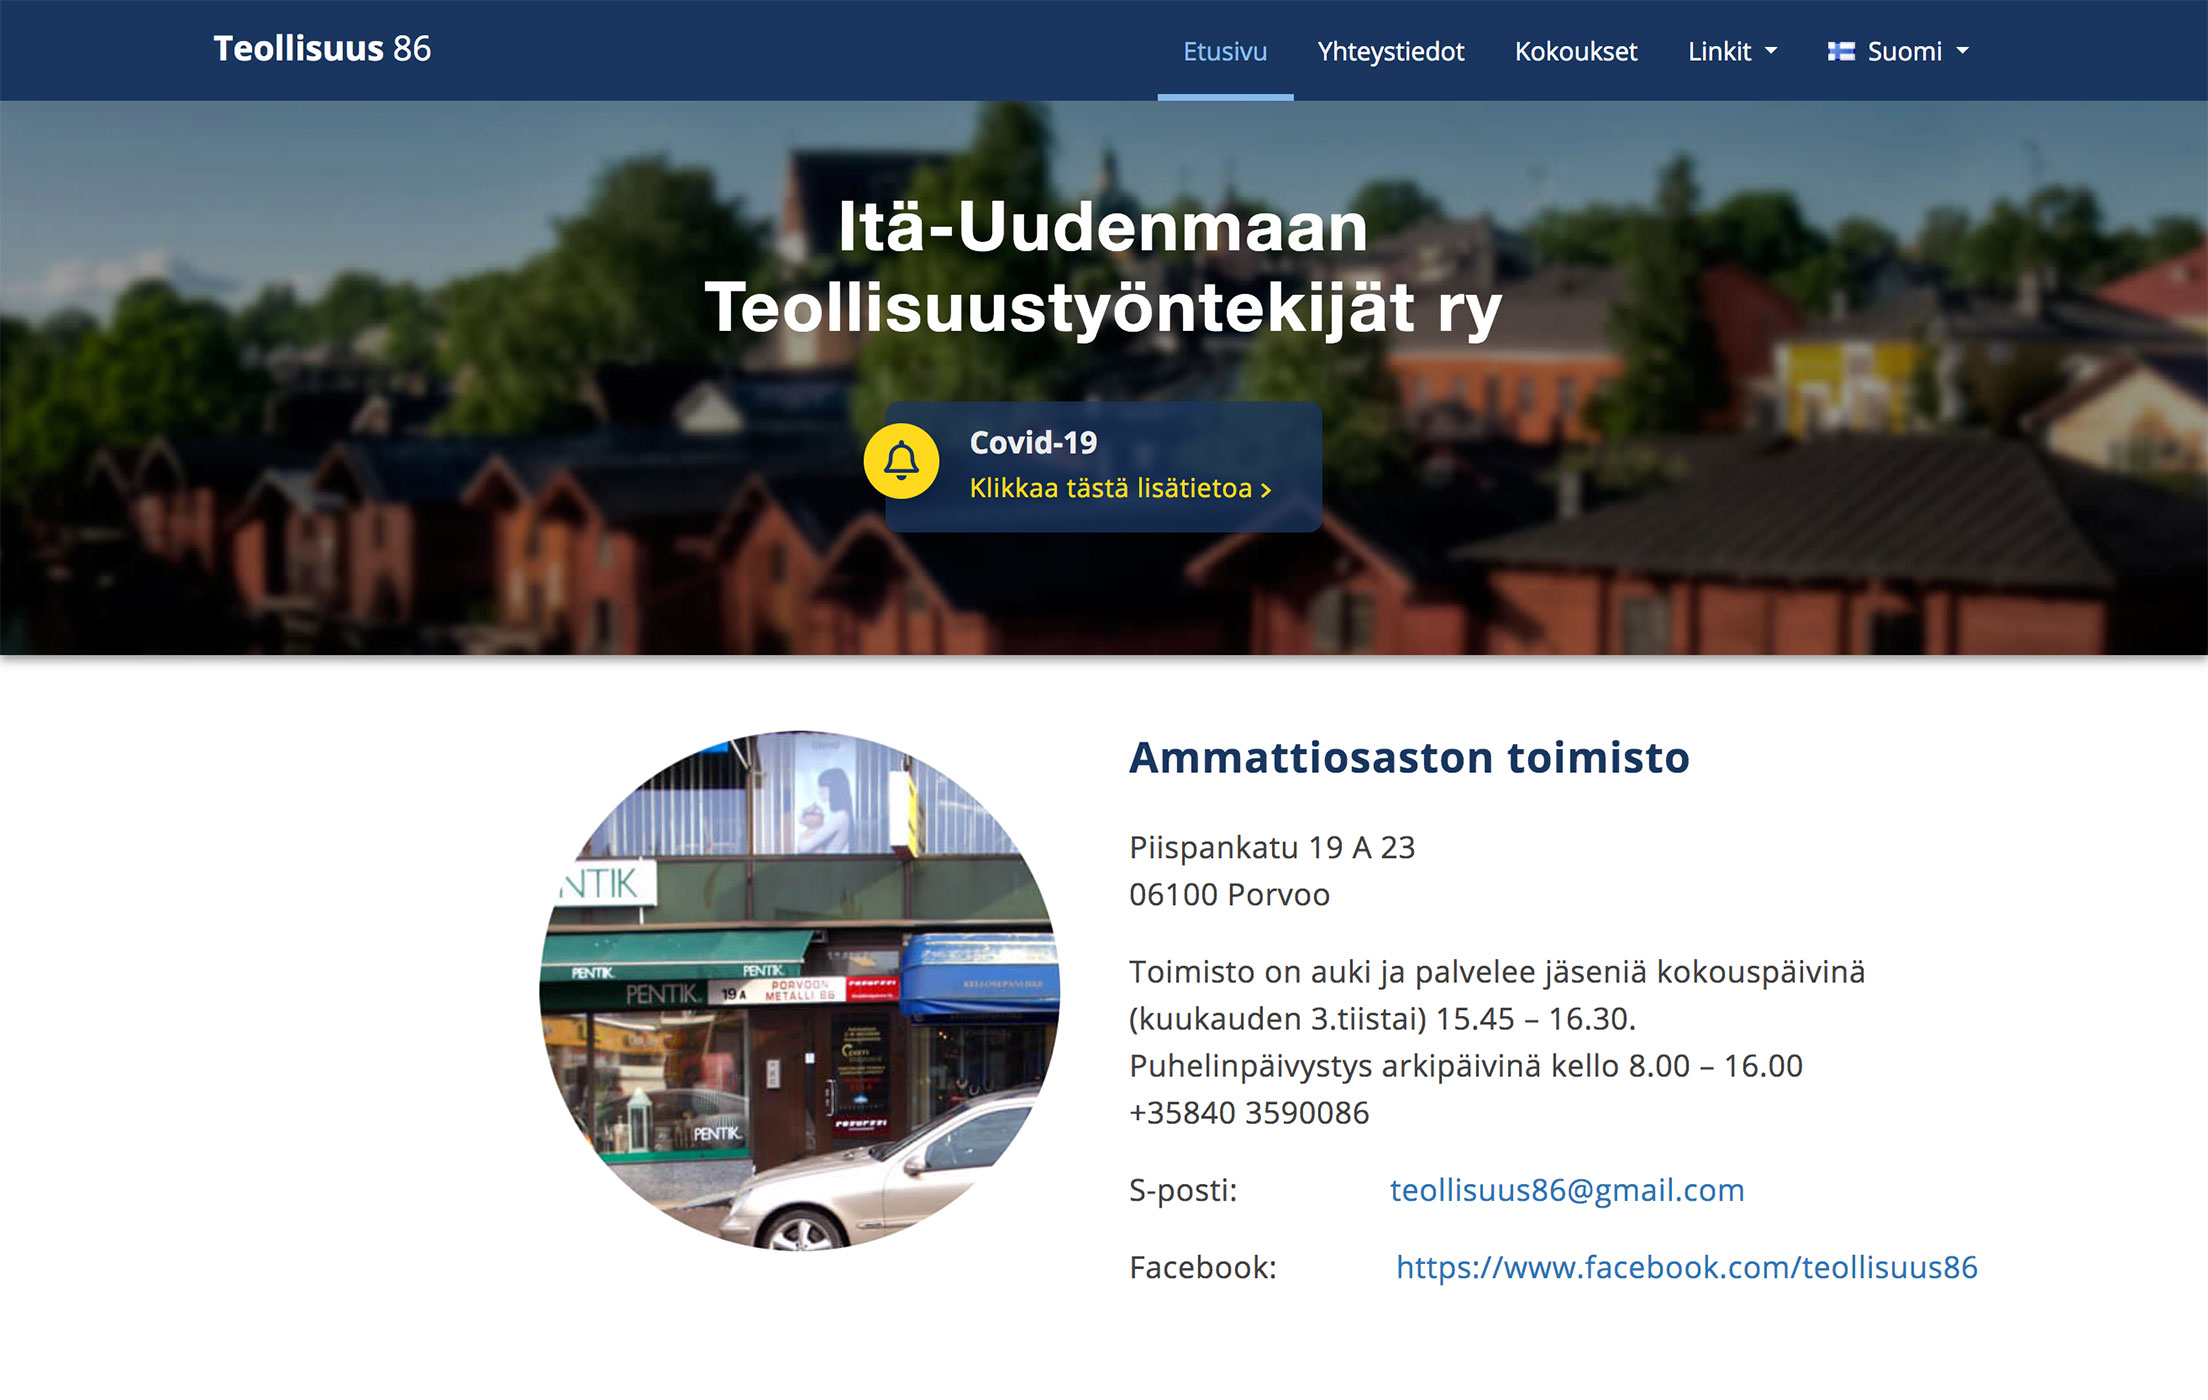 Teollisuus 86
Etusivu
Yhteystiedot
Kokoukset
Linkit
Suomi
Itä-Uudenmaan
Teollisuustyöntekijät ry
Covid-19
Klikkaa tästä lisätietoa >
Ammattiosaston toimisto
Piispankatu 19 A 23
06100 Porvoo
Toimisto on auki ja palvelee jäseniä kokouspäivinä
(kuukauden 3.tiistai) 15.45 – 16.30.
Puhelinpäivystys arkipäivinä kello 8.00 – 16.00
+35840 3590086
S-posti: teollisuus86@gmail.com
Facebook: https://www.facebook.com/teollisuus86
NTIK
PENTIK
PENTIK
PENTIK
19 A
PORVOON
METALLI 86
PENTIK